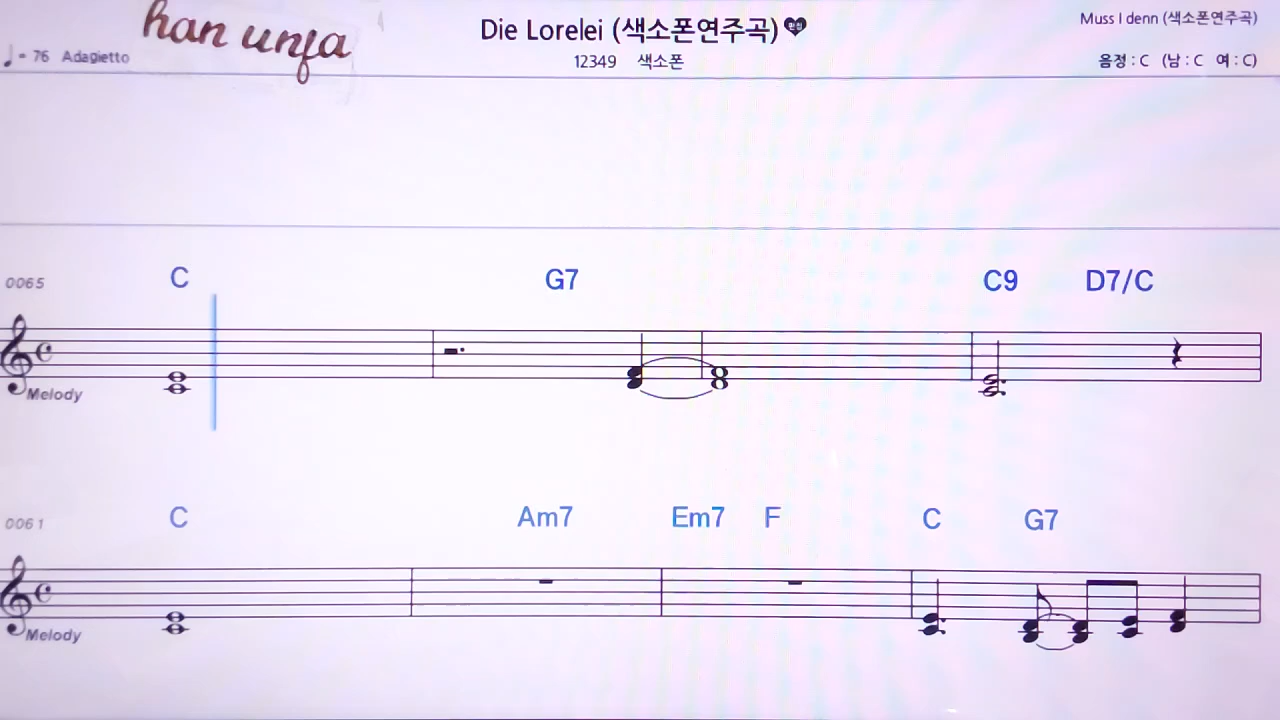 han unja
Die Lorelei (색소폰연주곡)
Muss I denn (색소폰연주곡)
♩= 76 Adagietto
12349 색소폰
음정 : C (남 : C 여 : C)
0065 C G7 C9 D7/C
Melody
0061 C Am7 Em7 F C G7
Melody